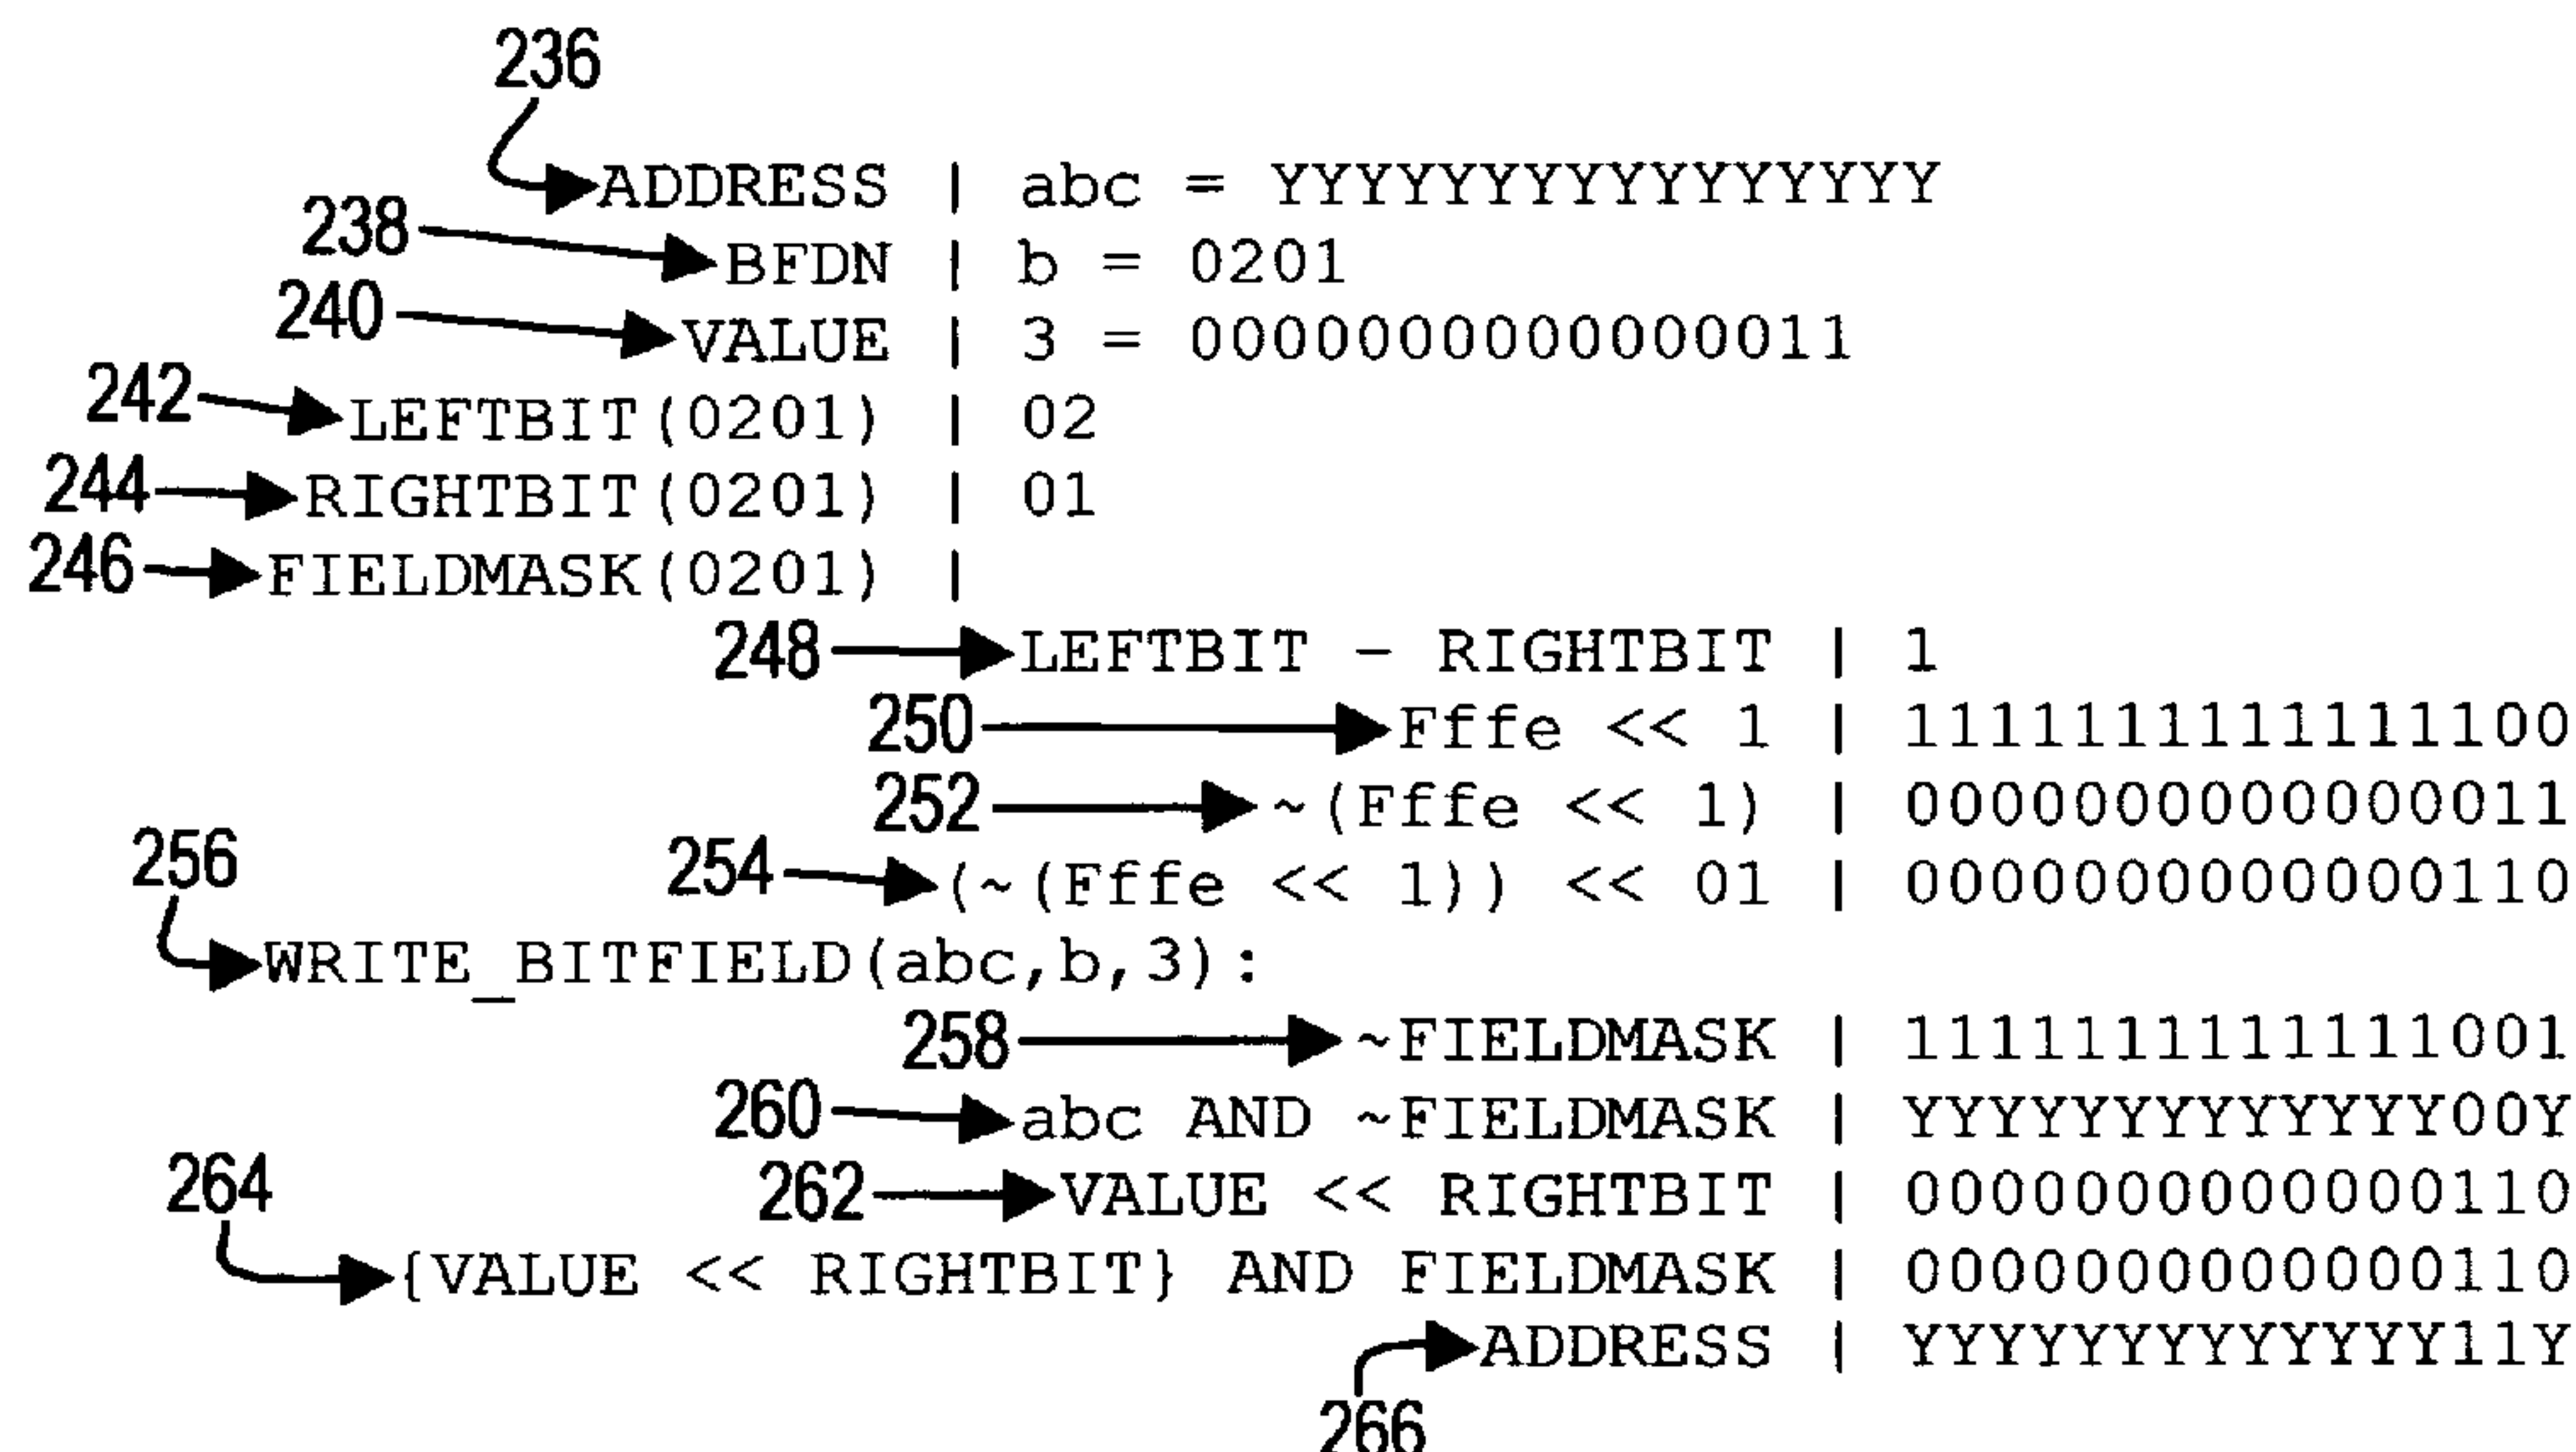 236
ADDRESS | abc = YYYYYYYYYYYYYYYY
238 BFDN | b = 0201
240 VALUE | 3 = 0000000000000011
242 LEFTBIT(0201) | 02
244 RIGHTBIT(0201) | 01
246 FIELDMASK(0201) |
248 LEFTBIT - RIGHTBIT | 1
250 Fffe << 1 | 1111111111111100
252 ~(Fffe << 1) | 0000000000000011
254 (~(Fffe << 1)) << 01 | 0000000000000110
256 WRITE_BITFIELD(abc,b,3):
258 ~FIELDMASK | 1111111111111001
260 abc AND ~FIELDMASK | YYYYYYYYYYYYY00Y
262 VALUE << RIGHTBIT | 0000000000000110
264 {VALUE << RIGHTBIT} AND FIELDMASK | 0000000000000110
ADDRESS | YYYYYYYYYYYYY11Y
266